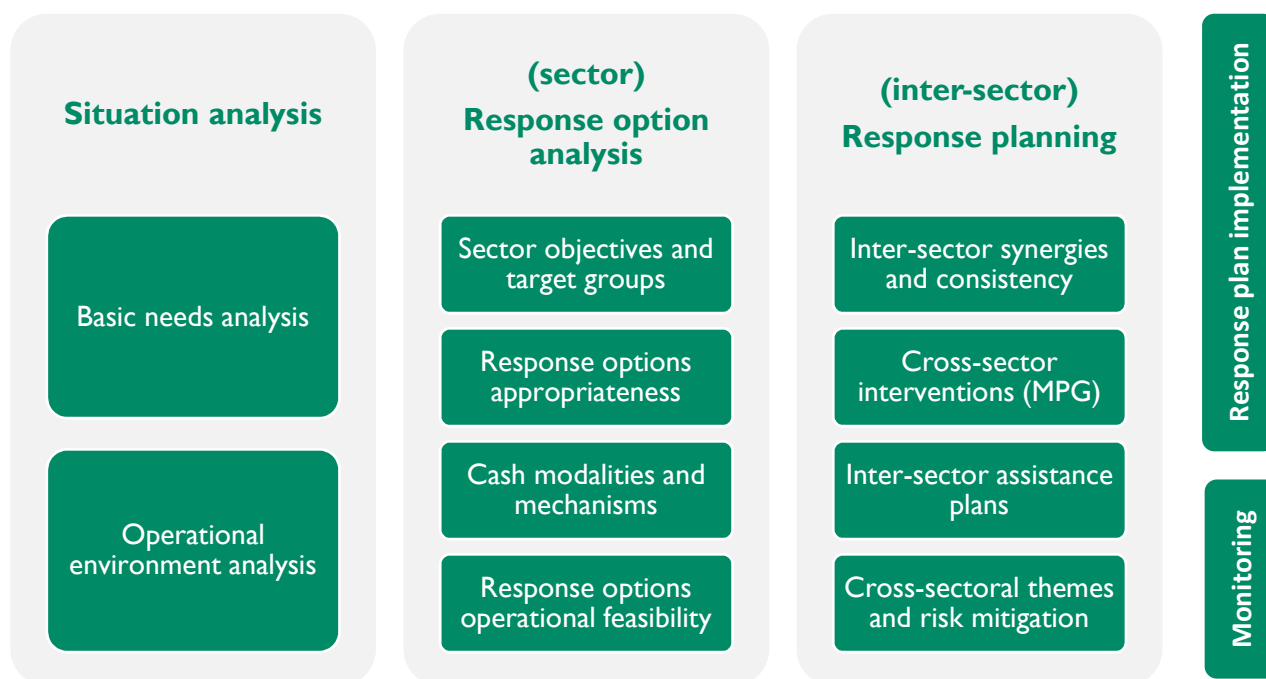 Situation analysis
Basic needs analysis
Operational
environment analysis
(sector)
Response option
analysis
Sector objectives and
target groups
Response options
appropriateness
Cash modalities and
mechanisms
Response options
operational feasibility
(inter-sector)
Response planning
Inter-sector synergies
and consistency
Cross-sector
interventions (MPG)
Inter-sector assistance
plans
Cross-sectoral themes
and risk mitigation
Response plan implementation
Monitoring